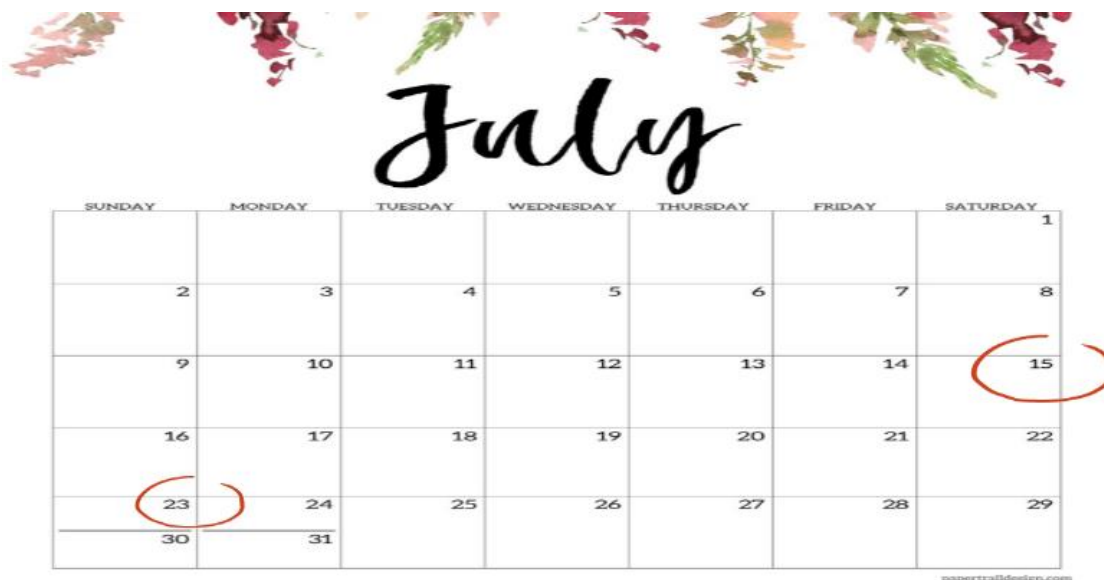 July
SUNDAY MONDAY TUESDAY WEDNESDAY THURSDAY FRIDAY SATURDAY
1
2 3 4 5 6 7 8
9 10 11 12 13 14 15
16 17 18 19 20 21 22
23 24 25 26 27 28 29
30 31
papertraildesign.com